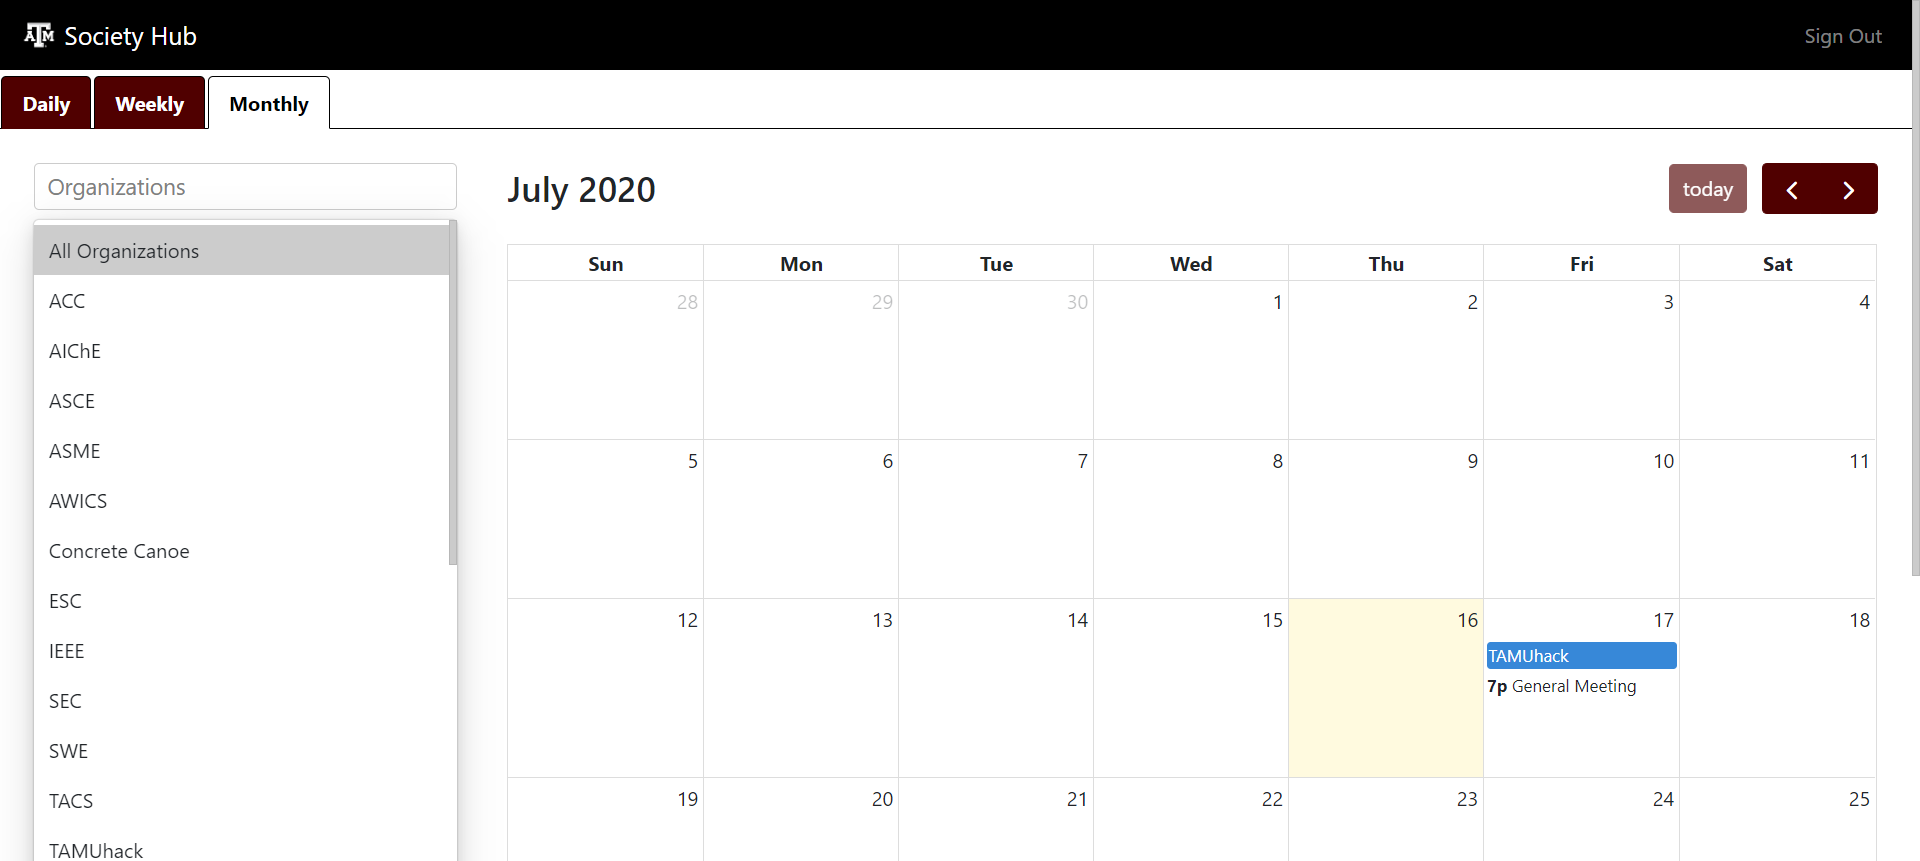 ATM Society Hub
Sign Out
Daily Weekly Monthly
Organizations
All Organizations
ACC
AIChE
ASCE
ASME
AWICS
Concrete Canoe
ESC
IEEE
SEC
SWE
TACS
TAMUhack
July 2020
today
Sun Mon Tue Wed Thu Fri Sat
28 29 30 1 2 3 4
5 6 7 8 9 10 11
12 13 14 15 16 17 18
TAMUhack
7p General Meeting
19 20 21 22 23 24 25